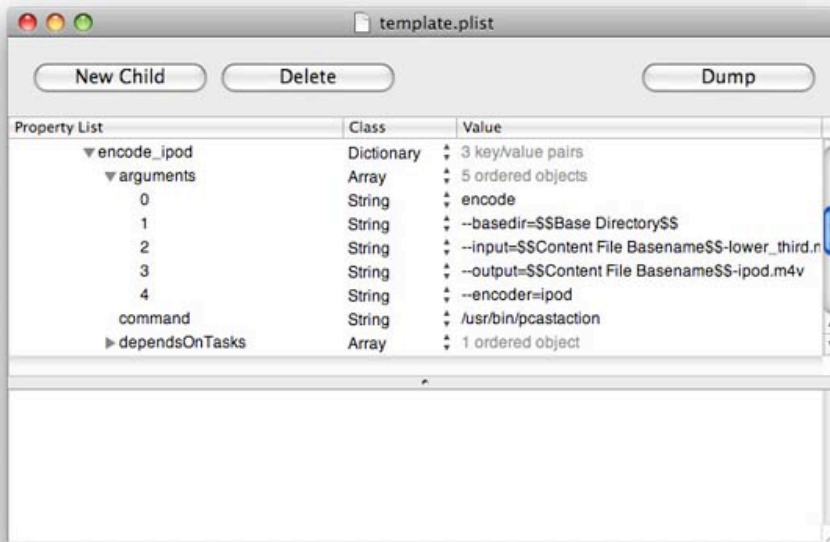 template.plist
New Child Delete Dump
Property List Class Value
encode_ipod Dictionary 3 key/value pairs
arguments Array 5 ordered objects
0 String encode
1 String --basedir=$$Base Directory$$
2 String --input=$$Content File Basename$$-lower_third.
3 String --output=$$Content File Basename$$-ipod.m4v
4 String --encoder=ipod
command String /usr/bin/pcastaction
dependsOnTasks Array 1 ordered object